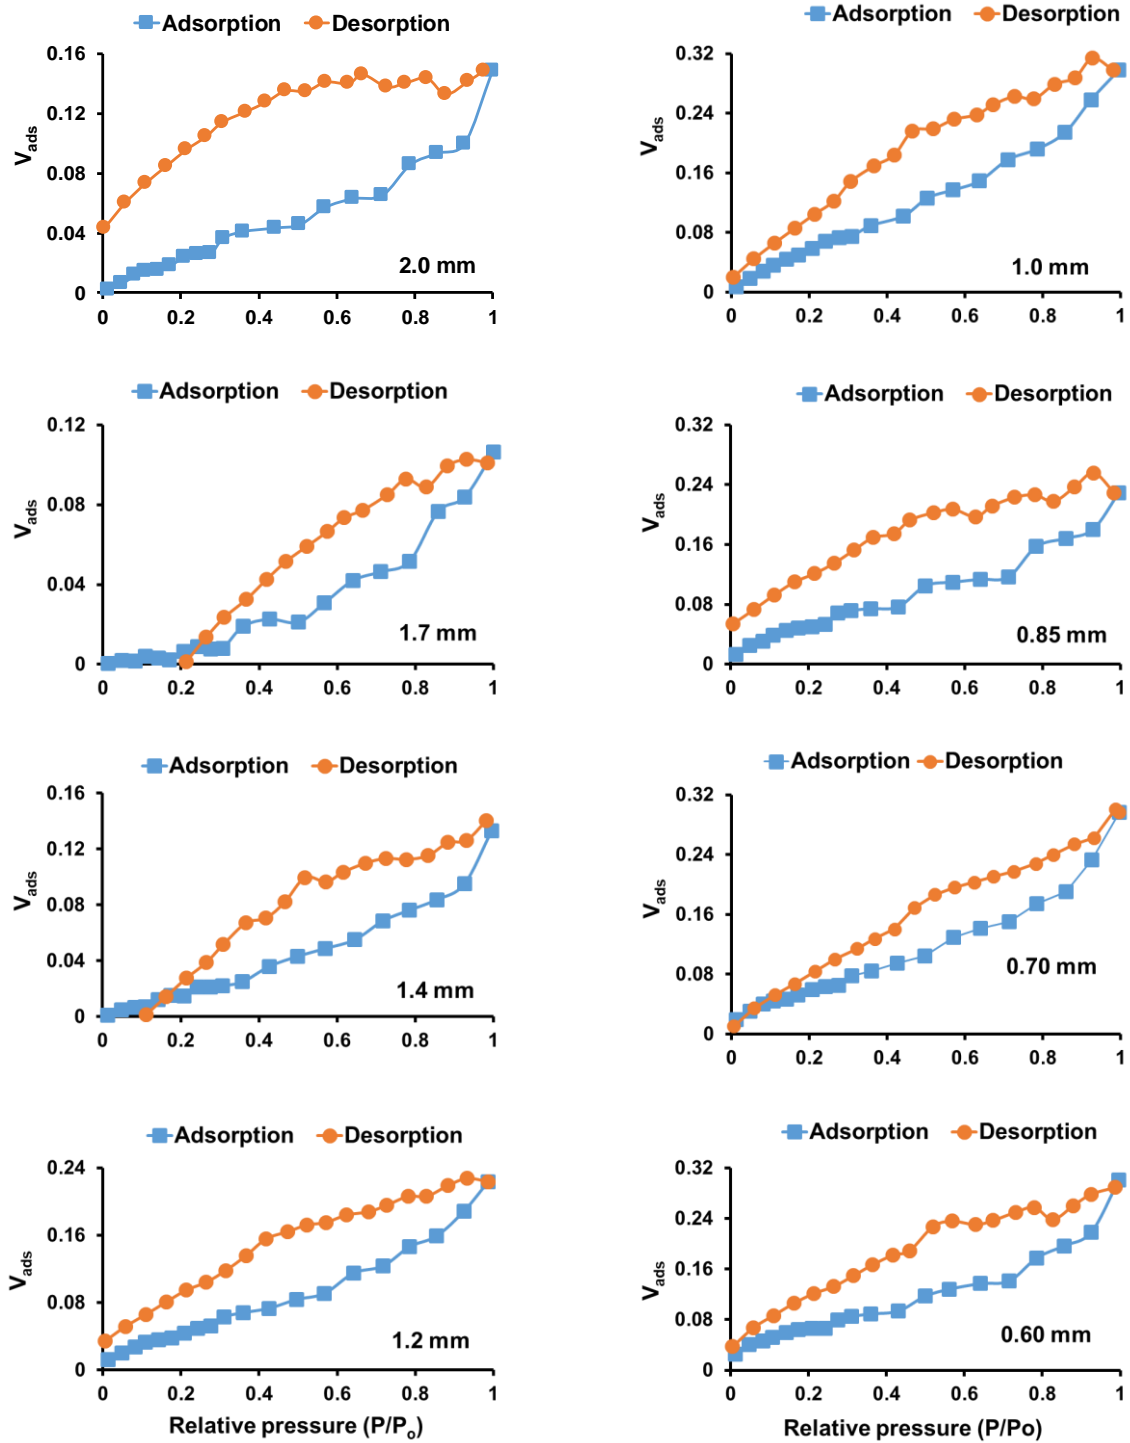 Adsorption Desorption
0.16
0.12
0.08
0.04
0
V_ads
2.0 mm
0 0.2 0.4 0.6 0.8 1
Adsorption Desorption
0.32
0.24
0.16
0.08
0
V_ads
1.0 mm
0 0.2 0.4 0.6 0.8 1
Adsorption Desorption
0.12
0.08
0.04
0
V_ads
1.7 mm
0 0.2 0.4 0.6 0.8 1
Adsorption Desorption
0.32
0.24
0.16
0.08
0
V_ads
0.85 mm
0 0.2 0.4 0.6 0.8 1
Adsorption Desorption
0.16
0.12
0.08
0.04
0
V_ads
1.4 mm
0 0.2 0.4 0.6 0.8 1
Adsorption Desorption
0.32
0.24
0.16
0.08
0
V_ads
0.70 mm
0 0.2 0.4 0.6 0.8 1
Adsorption Desorption
0.24
0.16
0.08
0
V_ads
1.2 mm
0 0.2 0.4 0.6 0.8 1
Relative pressure (P/P_o)
Adsorption Desorption
0.32
0.24
0.16
0.08
0
V_ads
0.60 mm
0 0.2 0.4 0.6 0.8 1
Relative pressure (P/Po)